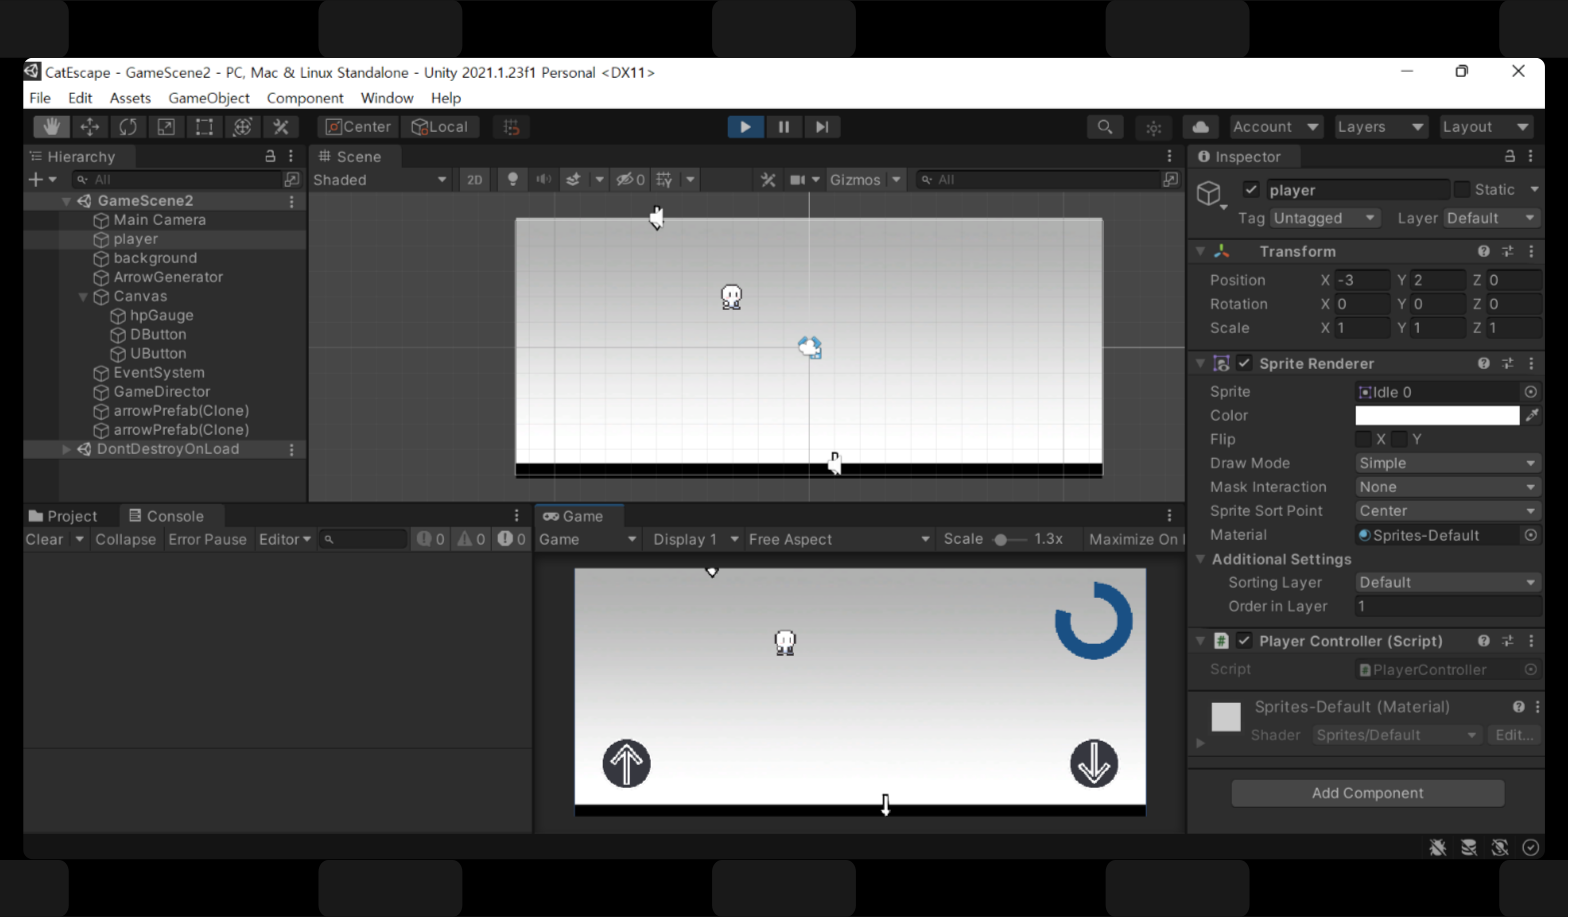 CatEscape - GameScene2 - PC, Mac & Linux Standalone - Unity 2021.1.23f1 Personal <DX11>
File Edit Assets GameObject Component Window Help
Center Local Account Layers Layout
Hierarchy
All
GameScene2
Main Camera
player
background
ArrowGenerator
Canvas
hpGauge
DButton
UButton
EventSystem
GameDirector
arrowPrefab(Clone)
arrowPrefab(Clone)
DontDestroyOnLoad
Scene
Shaded 2D 0 Gizmos All
Project Console
Clear Collapse Error Pause Editor 0 0 0
Game
Game Display 1 Free Aspect Scale 1.3x Maximize On
Inspector
player Static
Tag Untagged Layer Default
Transform
Position X -3 Y 2 Z 0
Rotation X 0 Y 0 Z 0
Scale X 1 Y 1 Z 1
Sprite Renderer
Sprite Idle 0
Color
Flip X Y
Draw Mode Simple
Mask Interaction None
Sprite Sort Point Center
Material Sprites-Default
Additional Settings
Sorting Layer Default
Order in Layer 1
# Player Controller (Script)
Script PlayerController
Sprites-Default (Material)
Shader Sprites/Default Edit...
Add Component